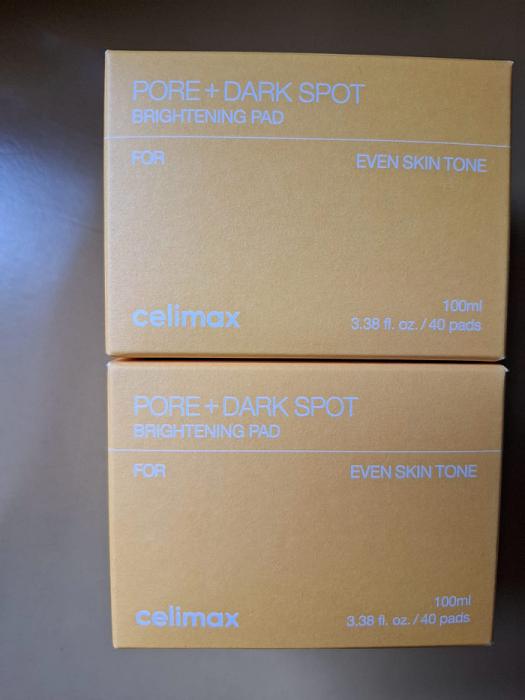 PORE + DARK SPOT
BRIGHTENING PAD
FOR EVEN SKIN TONE
100ml
celimax 3.38 fl. oz. / 40 pads
PORE + DARK SPOT
BRIGHTENING PAD
FOR EVEN SKIN TONE
100ml
celimax 3.38 fl. oz. / 40 pads